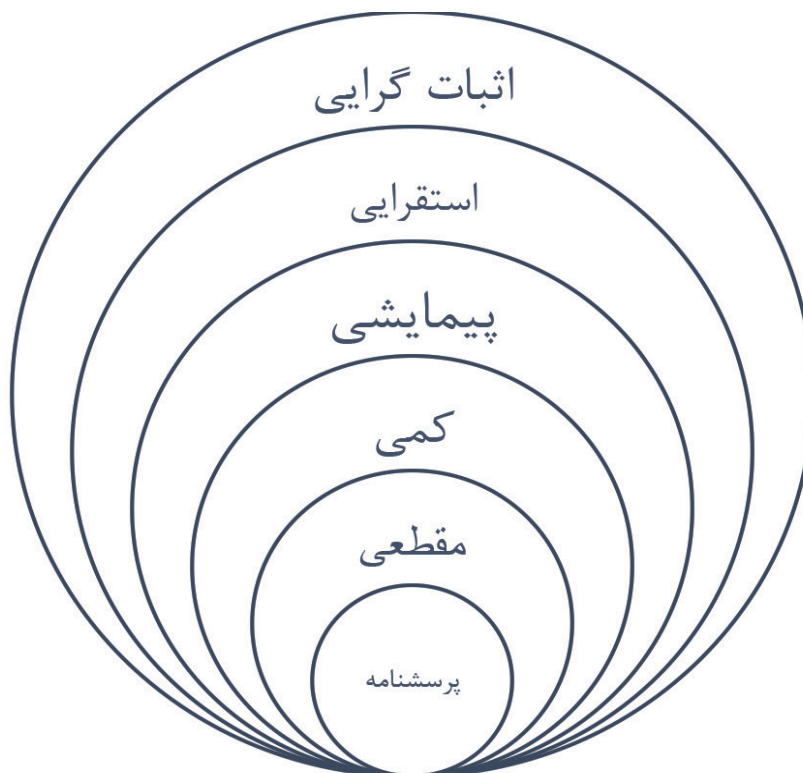 اثبات گرایی
استقرایی
پیمایشی
کمی
مقطعی
پرسشنامه